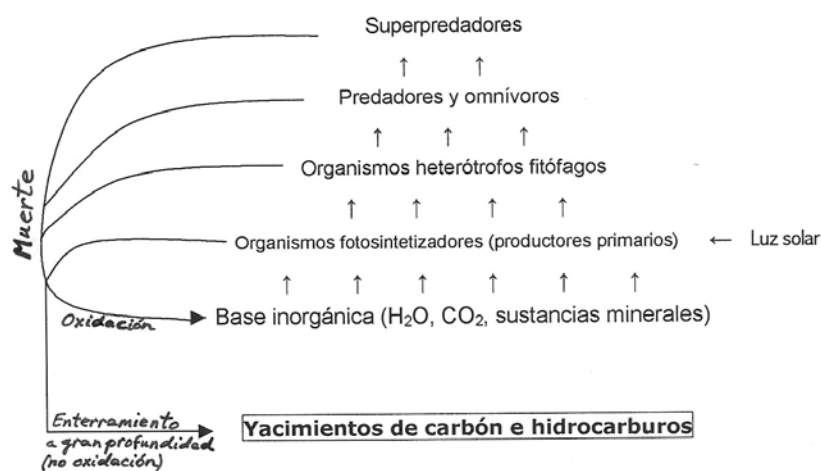 Superpredadores
↑ ↑
Predadores y omnívoros
↑ ↑ ↑
Organismos heterótrofos fitófagos
↑ ↑ ↑ ↑
Muerte
Organismos fotosintetizadores (productores primarios) ← Luz solar
↑ ↑ ↑ ↑ ↑ ↑
Oxidación
Base inorgánica (H₂O, CO₂, sustancias minerales)
Enterramiento
a gran profundidad
(no oxidación)
Yacimientos de carbón e hidrocarburos